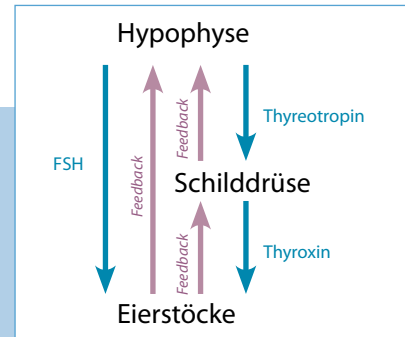 Hypophyse
Thyreotropin
Feedback
FSH
Feedback
Schilddrüse
Feedback
Thyroxin
Eierstöcke